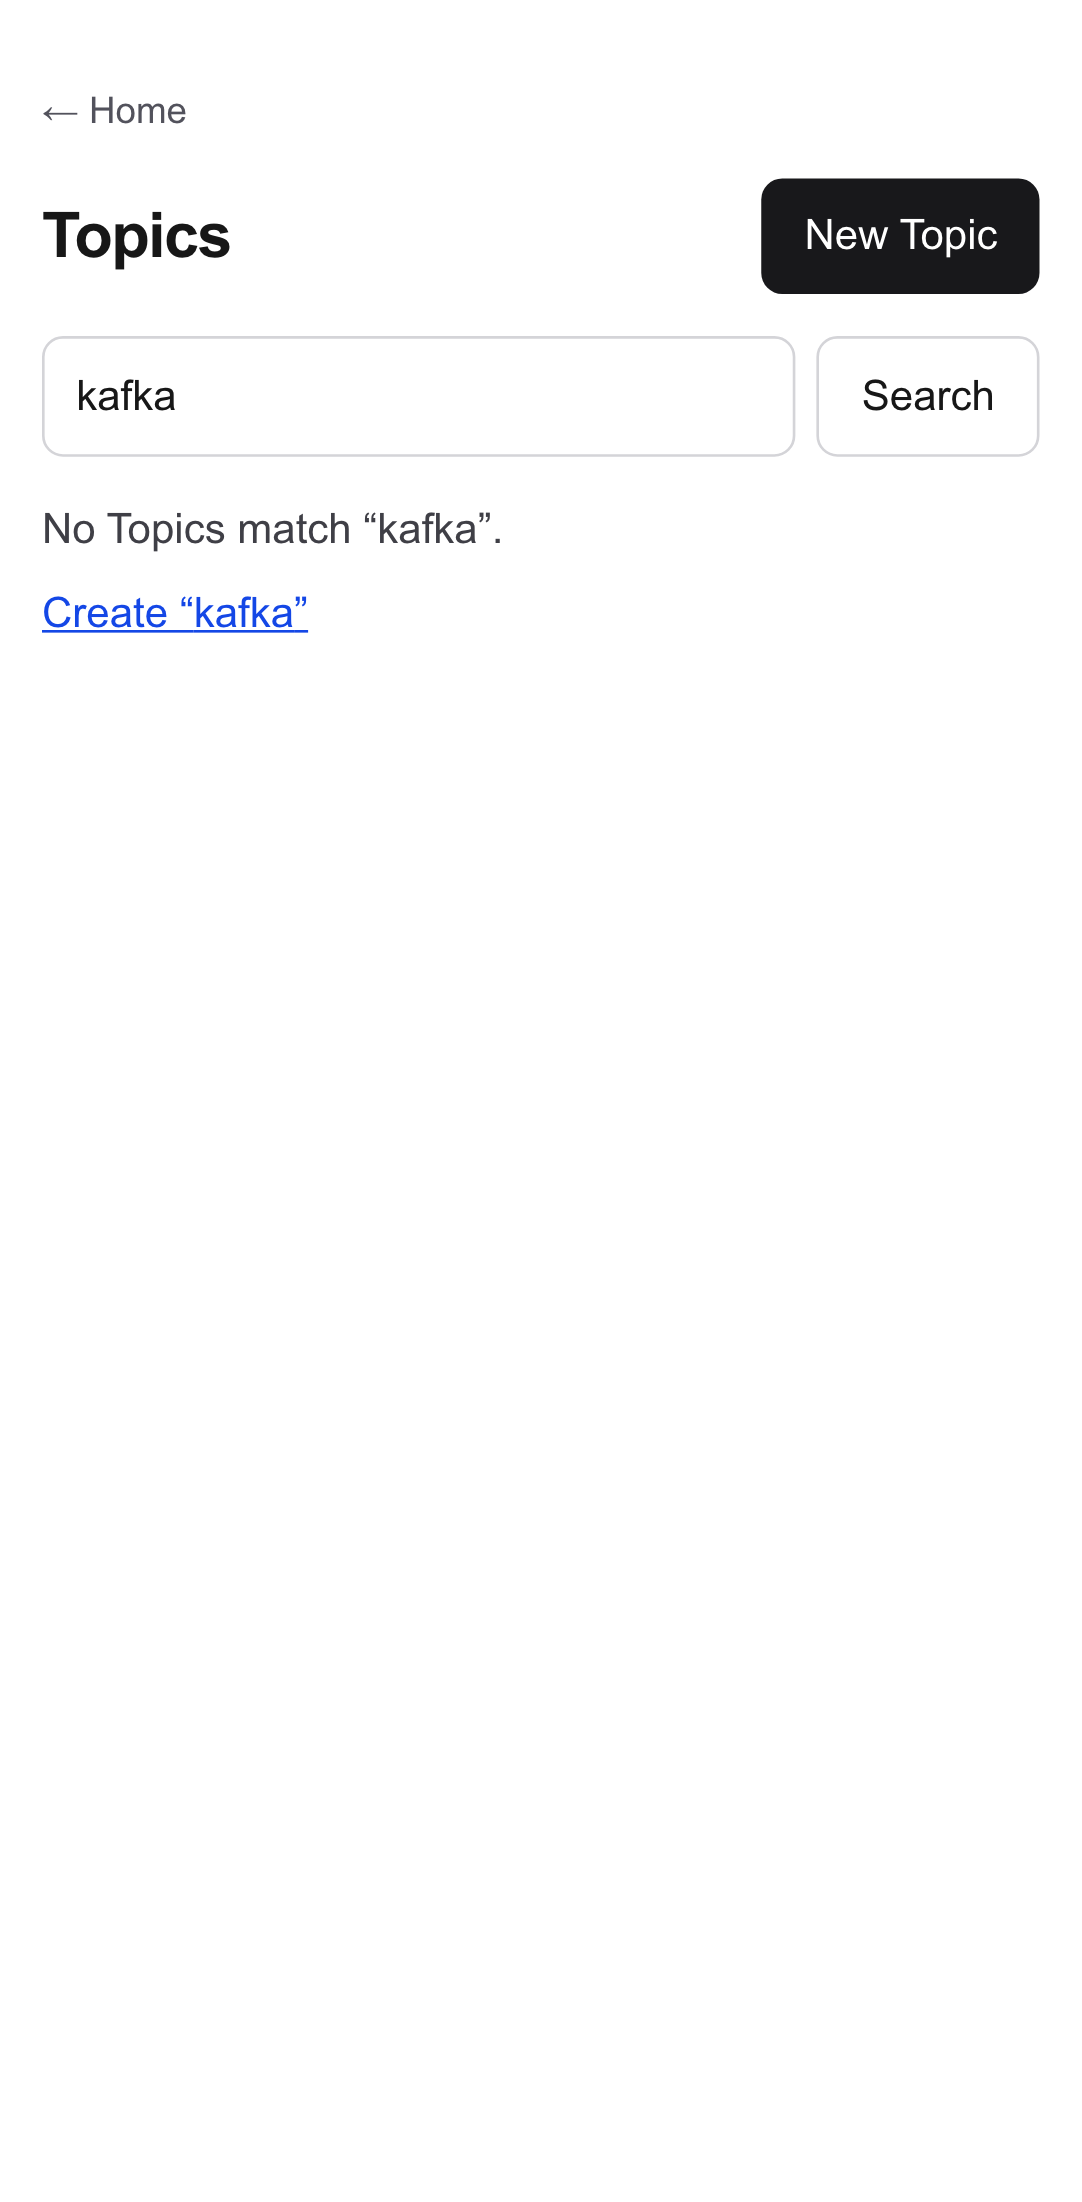 ← Home
Topics
New Topic
kafka
Search
No Topics match “kafka”.
Create “kafka”